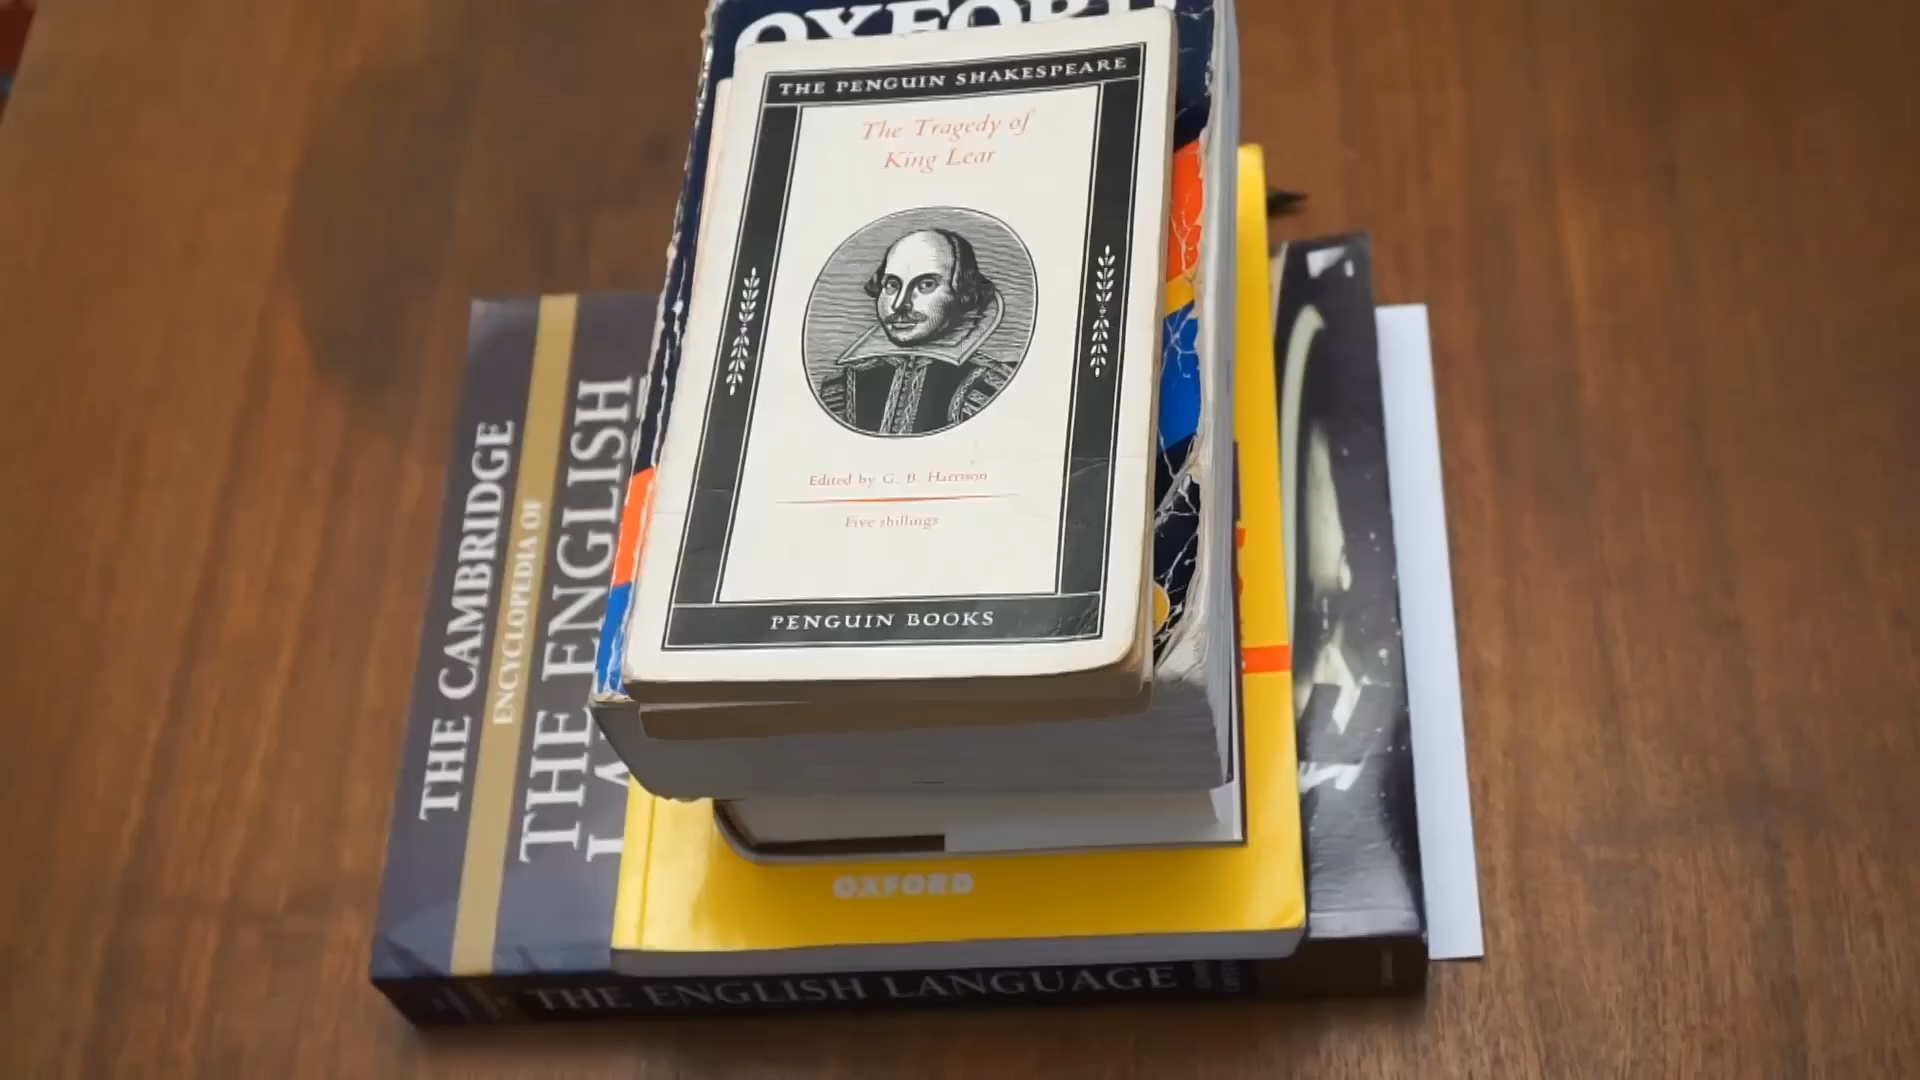 OXFORD
THE PENGUIN SHAKESPEARE
The Tragedy of
King Lear
Edited by G. B. Harrison
Five shillings
PENGUIN BOOKS
THE CAMBRIDGE
ENCYCLOPEDIA OF
THE ENGLISH
LA
OXFORD
THE ENGLISH LANGUAGE